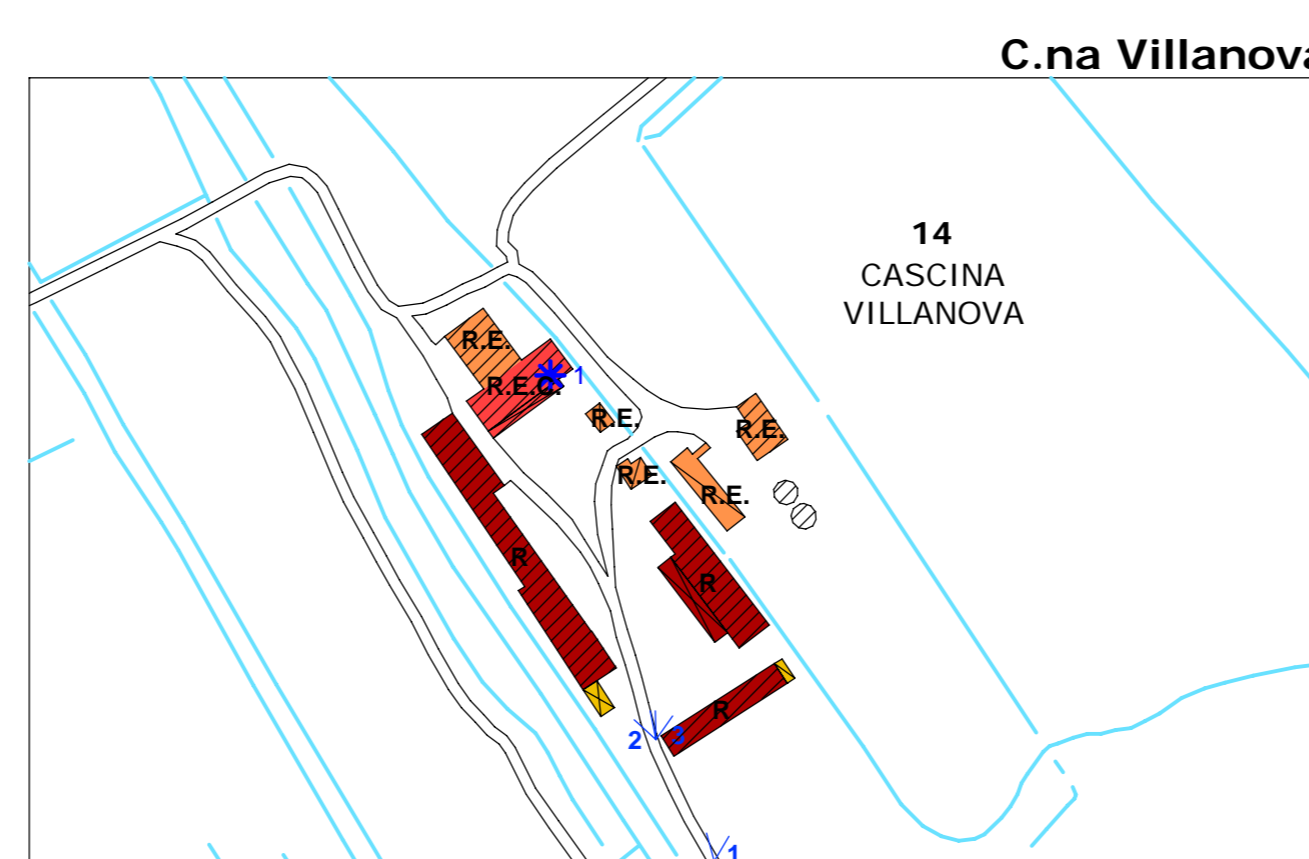 C.na Villanova
14
CASCINA
VILLANOVA
R.E.
R.E.C.
1
R.E.
R.E.
R.E.
R.E.
R
R
R
2
3
1